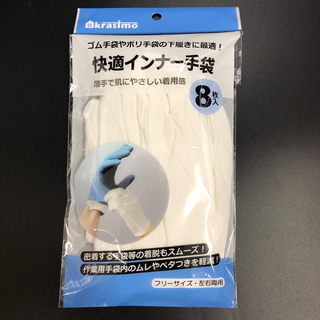 krasimo
ゴム手袋やポリ手袋の下履きに最適！
快適インナー手袋
薄手で肌にやさしい着用感
8枚入
密着する手袋等の着脱もスムーズ！
作業用手袋内のムレやベタつきを軽減！
フリーサイズ・左右両用